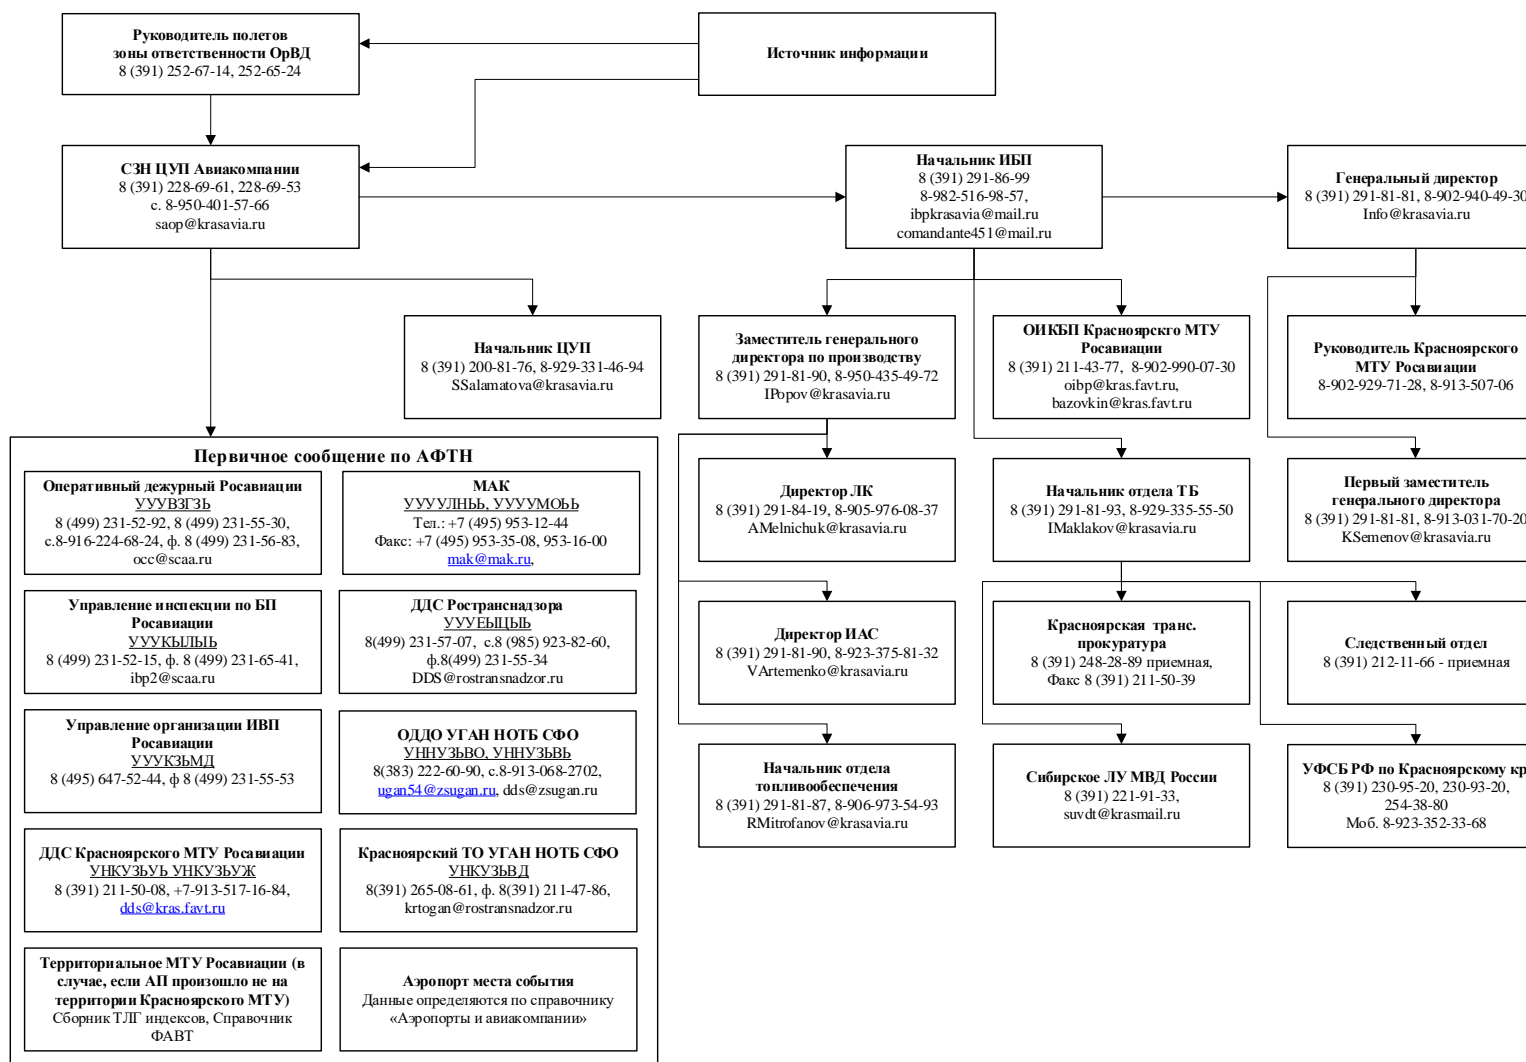 Руководитель полетов
зоны ответственности ОрВД
8 (391) 252-67-14, 252-65-24
Источник информации
СЗН ЦУП Авиакомпании
8 (391) 228-69-61, 228-69-53
с. 8-950-401-57-66
saop@krasavia.ru
Начальник ИБП
8 (391) 291-86-99
8-982-516-98-57,
ibpkrasavia@mail.ru
comandante451@mail.ru
Генеральный директор
8 (391) 291-81-81, 8-902-940-49-30
Info@krasavia.ru
Начальник ЦУП
8 (391) 200-81-76, 8-929-331-46-94
SSalamatova@krasavia.ru
Заместитель генерального
директора по производству
8 (391) 291-81-90, 8-950-435-49-72
IPopov@krasavia.ru
ОИКБП Красноярскго МТУ
Росавиации
8 (391) 211-43-77, 8-902-990-07-30
oibp@kras.favt.ru,
bazovkin@kras.favt.ru
Руководитель Красноярского
МТУ Росавиации
8-902-929-71-28, 8-913-507-06
Первичное сообщение по АФТН
Оперативный дежурный Росавиации
УУУВЗГЗЬ
8 (499) 231-52-92, 8 (499) 231-55-30,
с.8-916-224-68-24, ф. 8 (499) 231-56-83,
occ@scaa.ru
МАК
УУУУЛНЬЬ, УУУУМОЬЬ
Тел.: +7 (495) 953-12-44
Факс: +7 (495) 953-35-08, 953-16-00
mak@mak.ru,
Директор ЛК
8 (391) 291-84-19, 8-905-976-08-37
AMelnichuk@krasavia.ru
Начальник отдела ТБ
8 (391) 291-81-93, 8-929-335-55-50
IMaklakov@krasavia.ru
Первый заместитель
генерального директора
8 (391) 291-81-81, 8-913-031-70-20
KSemenov@krasavia.ru
Управление инспекции по БП
Росавиации
УУУКЫЛЫЬ
8 (499) 231-52-15, ф. 8 (499) 231-65-41,
ibp2@scaa.ru
ДДС Ространснадзора
УУУЕЫЦЫЬ
8(499) 231-57-07, с.8 (985) 923-82-60,
ф.8(499) 231-55-34
DDS@rostransnadzor.ru
Директор ИАС
8 (391) 291-81-90, 8-923-375-81-32
VArtemenko@krasavia.ru
Красноярская транс.
прокуратура
8 (391) 248-28-89 приемная,
Факс 8 (391) 211-50-39
Следственный отдел
8 (391) 212-11-66 - приемная
Управление организации ИВП
Росавиации
УУУКЗЬМД
8 (495) 647-52-44, ф 8 (499) 231-55-53
ОДДО УГАН НОТБ СФО
УННУЗЬВО, УННУЗЬВЬ
8(383) 222-60-90, с.8-913-068-2702,
ugan54@zsugan.ru, dds@zsugan.ru
Начальник отдела
топливообеспечения
8 (391) 291-81-87, 8-906-973-54-93
RMitrofanov@krasavia.ru
Сибирское ЛУ МВД России
8 (391) 221-91-33,
suvdt@krasmail.ru
УФСБ РФ по Красноярскому кр
8 (391) 230-95-20, 230-93-20,
254-38-80
Моб. 8-923-352-33-68
ДДС Красноярского МТУ Росавиации
УНКУЗЬУЬ УНКУЗЬУЖ
8 (391) 211-50-08, +7-913-517-16-84,
dds@kras.favt.ru
Красноярский ТО УГАН НОТБ СФО
УНКУЗЬВД
8(391) 265-08-61, ф. 8(391) 211-47-86,
krtogan@rostransnadzor.ru
Территориальное МТУ Росавиации (в
случае, если АП произошло не на
территории Красноярского МТУ)
Сборник ТЛГ индексов, Справочник
ФАВТ
Аэропорт места события
Данные определяются по справочнику
«Аэропорты и авиакомпании»